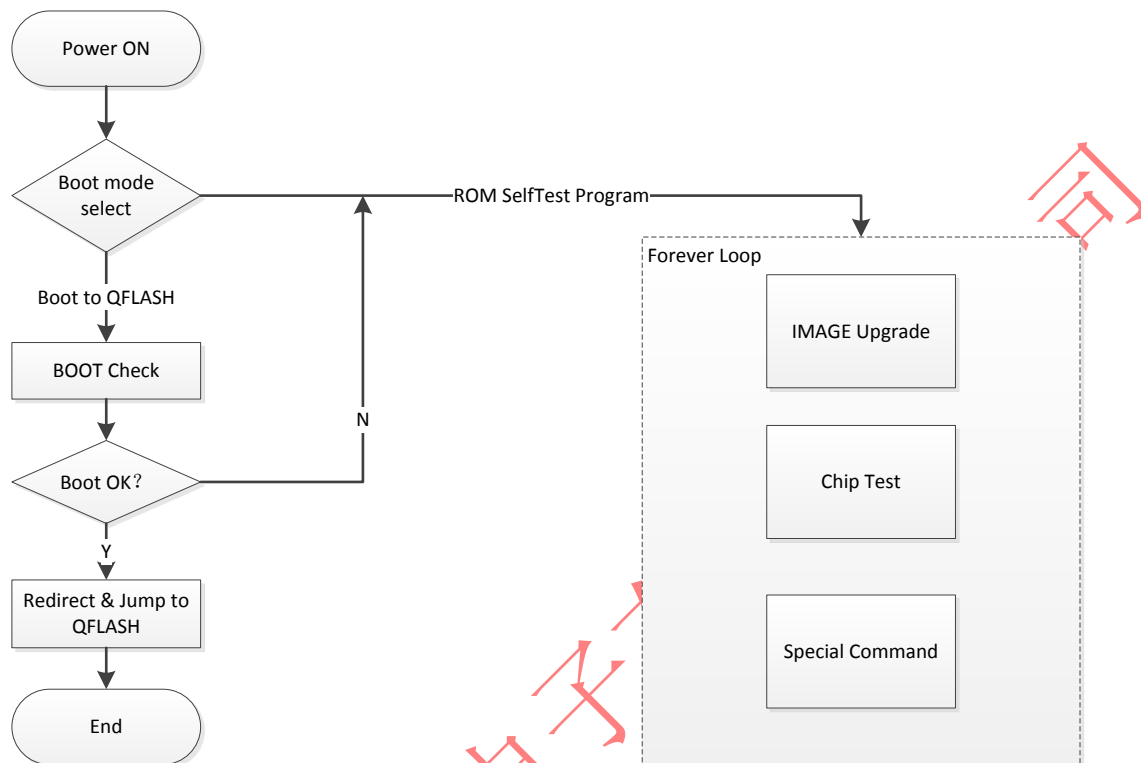 Power ON
Boot mode
select
ROM SelfTest Program
Forever Loop
Boot to QFLASH
IMAGE Upgrade
BOOT Check
N
Boot OK?
Chip Test
Y
Redirect & Jump to
QFLASH
Special Command
End